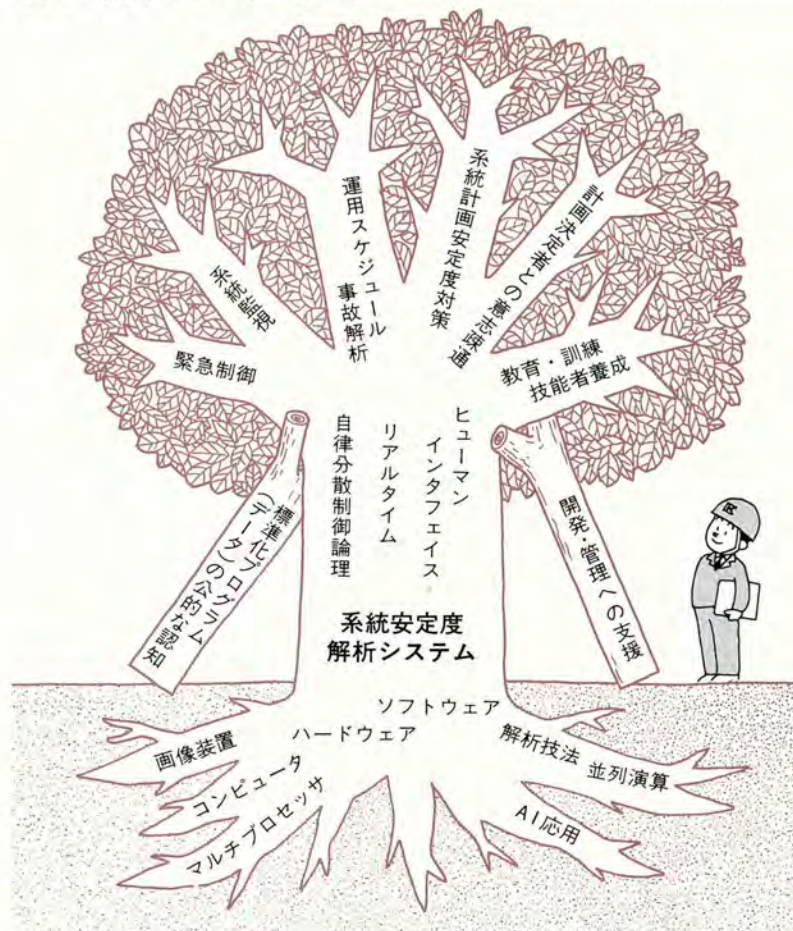 緊急制御
系統監視
運用スケジュール
事故解析
系統計画安定度対策
計画決定者との意志疎通
教育・訓練
技能者養成
ヒューマン
インタフェイス
リアルタイム
自律分散制御論理
標準化プログラム
(データ)の公的な認知
開発・管理への支援
系統安定度
解析システム
ソフトウェア
ハードウェア
画像装置
コンピュータ
マルチプロセッサ
解析技法
並列演算
AI応用